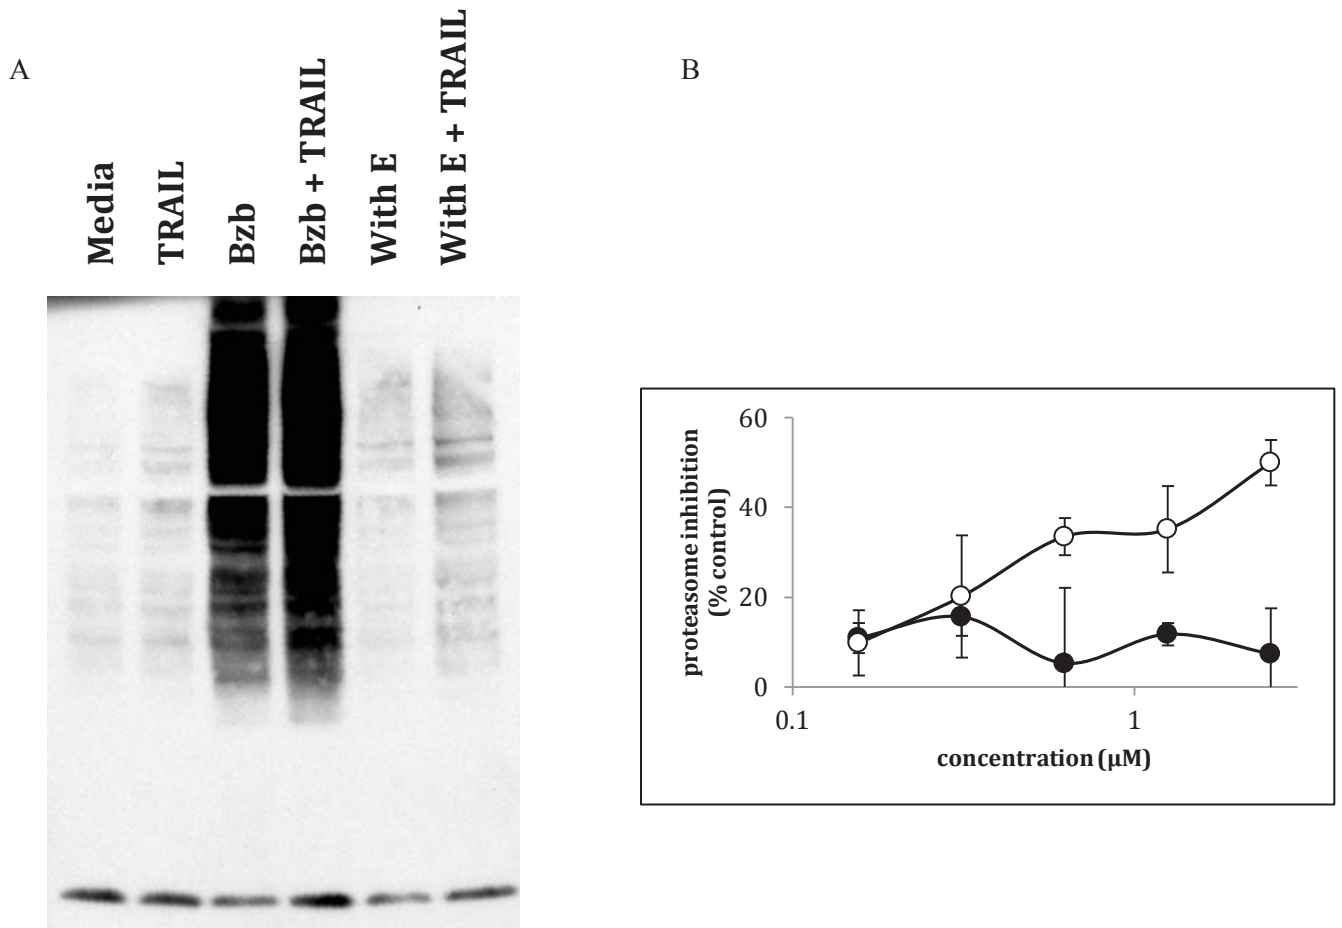 A
B
Media
TRAIL
Bzb
Bzb + TRAIL
With E
With E + TRAIL
proteasome inhibition
(% control)
60
40
20
0
0.1
1
concentration (µM)